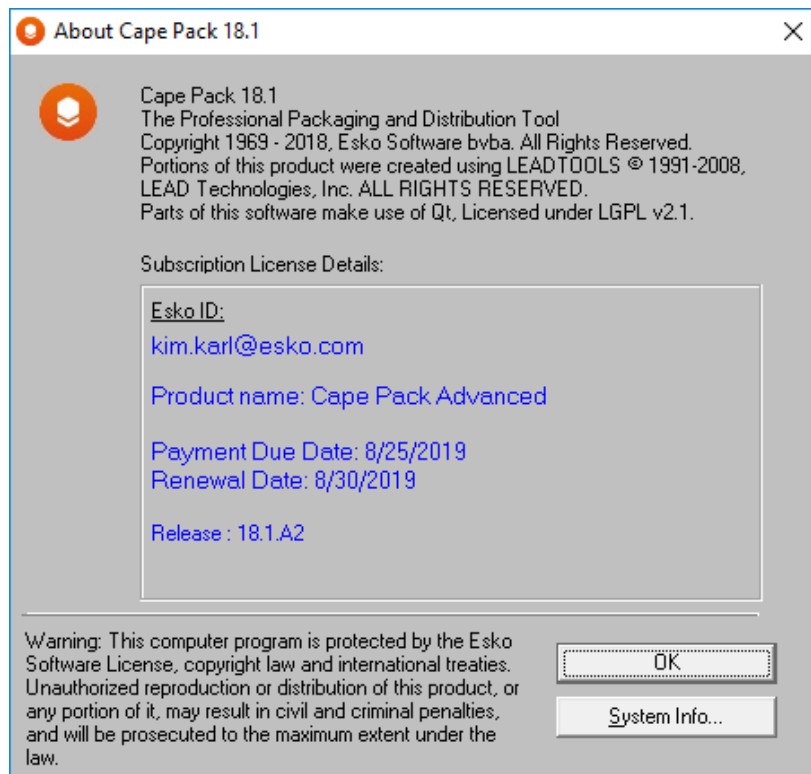 About Cape Pack 18.1
Cape Pack 18.1
The Professional Packaging and Distribution Tool
Copyright 1969 - 2018, Esko Software bvba. All Rights Reserved.
Portions of this product were created using LEADTOOLS © 1991-2008,
LEAD Technologies, Inc. ALL RIGHTS RESERVED.
Parts of this software make use of Qt, Licensed under LGPL v2.1.
Subscription License Details:
Esko ID:
kim.karl@esko.com
Product name: Cape Pack Advanced
Payment Due Date: 8/25/2019
Renewal Date: 8/30/2019
Release : 18.1.A2
Warning: This computer program is protected by the Esko
Software License, copyright law and international treaties.
Unauthorized reproduction or distribution of this product, or
any portion of it, may result in civil and criminal penalties,
and will be prosecuted to the maximum extent under the
law.
OK
System Info...